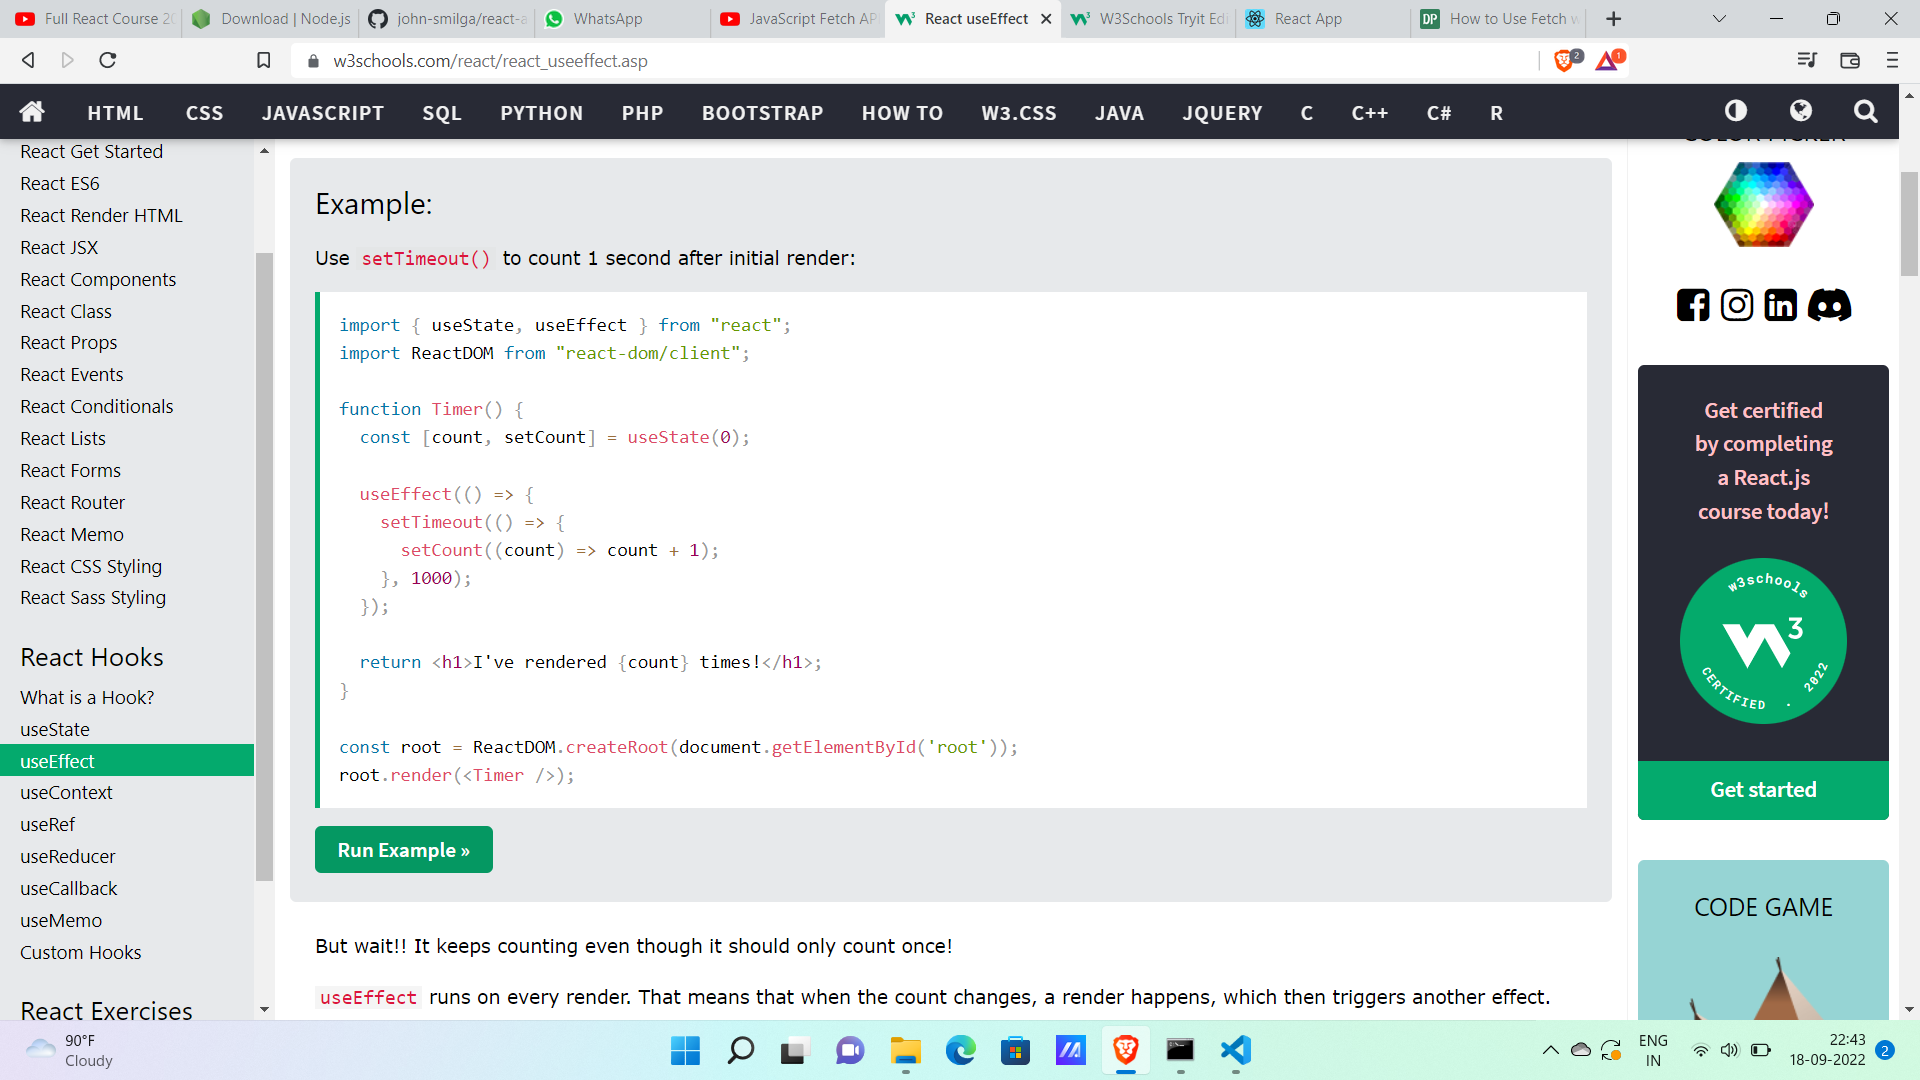 Full React Course 20
Download | Node.js
john-smilga/react-a
WhatsApp
JavaScript Fetch AP
React useEffect
W3Schools Tryit Edi
React App
DP How to Use Fetch w
w3schools.com/react/react_useeffect.asp
2
1
HTML CSS JAVASCRIPT SQL PYTHON PHP BOOTSTRAP HOW TO W3.CSS JAVA JQUERY C C++ C# R
React Get Started
React ES6
React Render HTML
React JSX
React Components
React Class
React Props
React Events
React Conditionals
React Lists
React Forms
React Router
React Memo
React CSS Styling
React Sass Styling
React Hooks
What is a Hook?
useState
useEffect
useContext
useRef
useReducer
useCallback
useMemo
Custom Hooks
React Exercises
Example:
Use setTimeout() to count 1 second after initial render:
import { useState, useEffect } from "react";
import ReactDOM from "react-dom/client";
function Timer() {
const [count, setCount] = useState(0);
useEffect(() => {
setTimeout(() => {
setCount((count) => count + 1);
}, 1000);
});
return <h1>I've rendered {count} times!</h1>;
}
const root = ReactDOM.createRoot(document.getElementById('root'));
root.render(<Timer />);
Run Example »
But wait!! It keeps counting even though it should only count once!
useEffect runs on every render. That means that when the count changes, a render happens, which then triggers another effect.
COLOR PICKER
Get certified
by completing
a React.js
course today!
w3schools
W3
CERTIFIED . 2022
Get started
CODE GAME
90°F
Cloudy
ENG
IN
22:43
18-09-2022
2